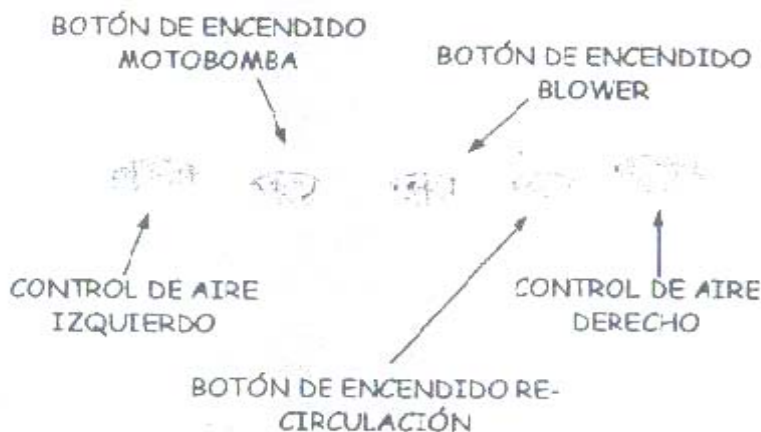 BOTÓN DE ENCENDIDO
MOTOBOMBA
BOTÓN DE ENCENDIDO
BLOWER
CONTROL DE AIRE
IZQUIERDO
CONTROL DE AIRE
DERECHO
BOTÓN DE ENCENDIDO RE-
CIRCULACIÓN